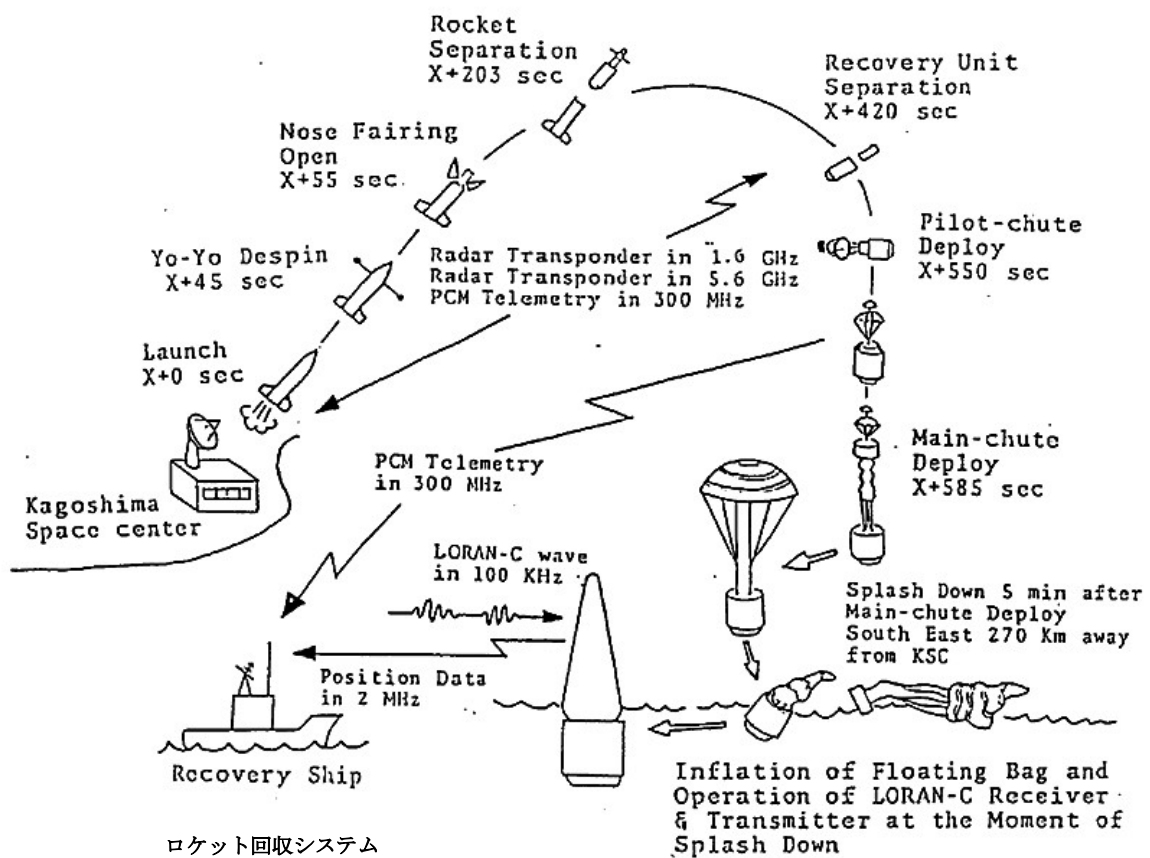 Rocket
Separation
X+203 sec
Recovery Unit
Separation
X+420 sec
Nose Fairing
Open
X+55 sec.
Pilot-chute
Deploy
X+550 sec
Yo-Yo Despin
X+45 sec
Radar Transponder in 1.6 GHz
Radar Transponder in 5.6 GHz
PCM Telemetry in 300 MHz
Launch
X+0 sec
Main-chute
Deploy
X+585 sec
PCM Telemetry
in 300 MHz
Kagoshima
Space center
LORAN-C wave
in 100 KHz
Splash Down 5 min after
Main-chute Deploy
South East 270 Km away
from KSC
Position Data
in 2 MHz
Recovery Ship
Inflation of Floating Bag and
Operation of LORAN-C Receiver
& Transmitter at the Moment of
Splash Down
ロケット回収システム